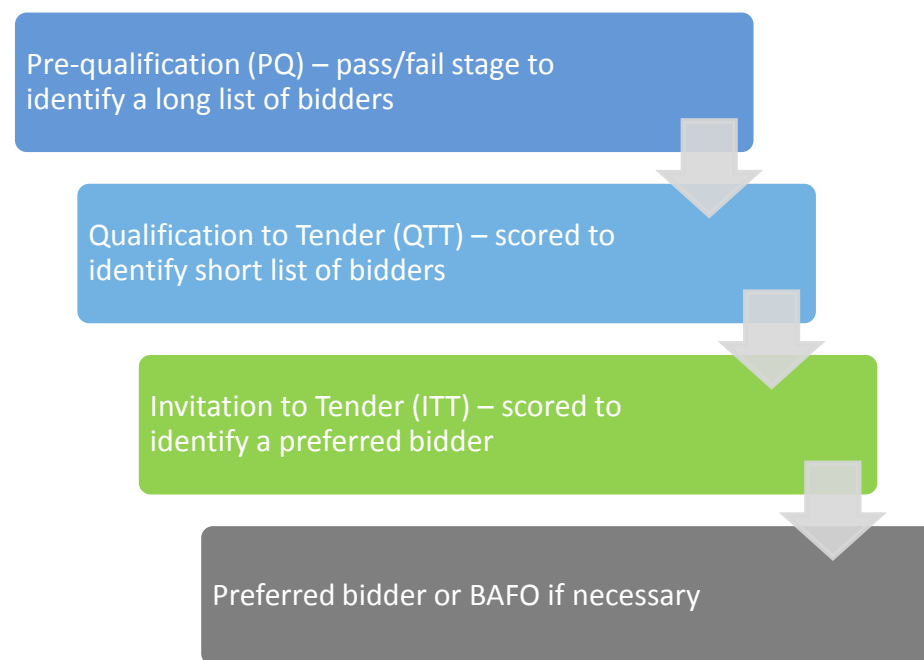 Pre-qualification (PQ) – pass/fail stage to
identify a long list of bidders
Qualification to Tender (QTT) – scored to
identify short list of bidders
Invitation to Tender (ITT) – scored to
identify a preferred bidder
Preferred bidder or BAFO if necessary